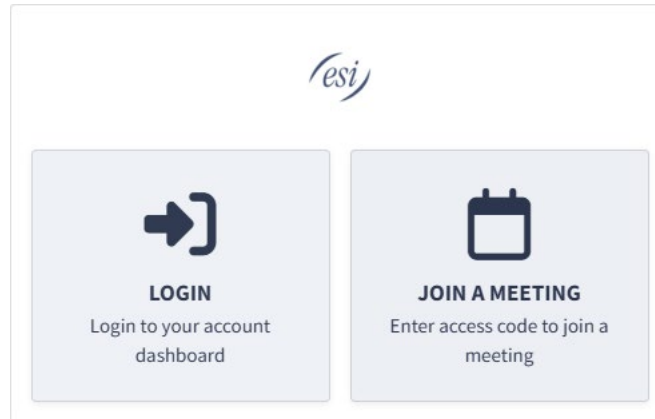 esi
LOGIN
Login to your account
dashboard
JOIN A MEETING
Enter access code to join a
meeting